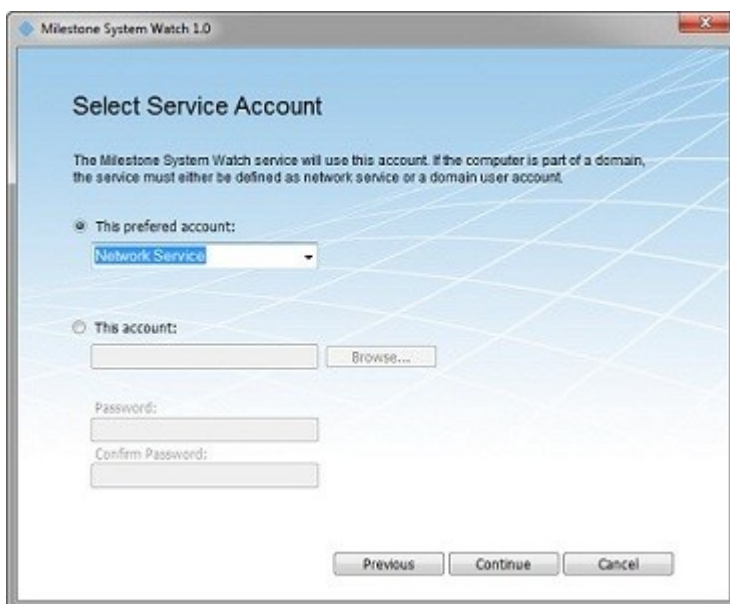 Milestone System Watch 1.0
Select Service Account
The Milestone System Watch service will use this account. If the computer is part of a domain,
the service must either be defined as network service or a domain user account.
This prefered account:
Network Service
This account:
Browse...
Password:
Confirm Password:
Previous Continue Cancel